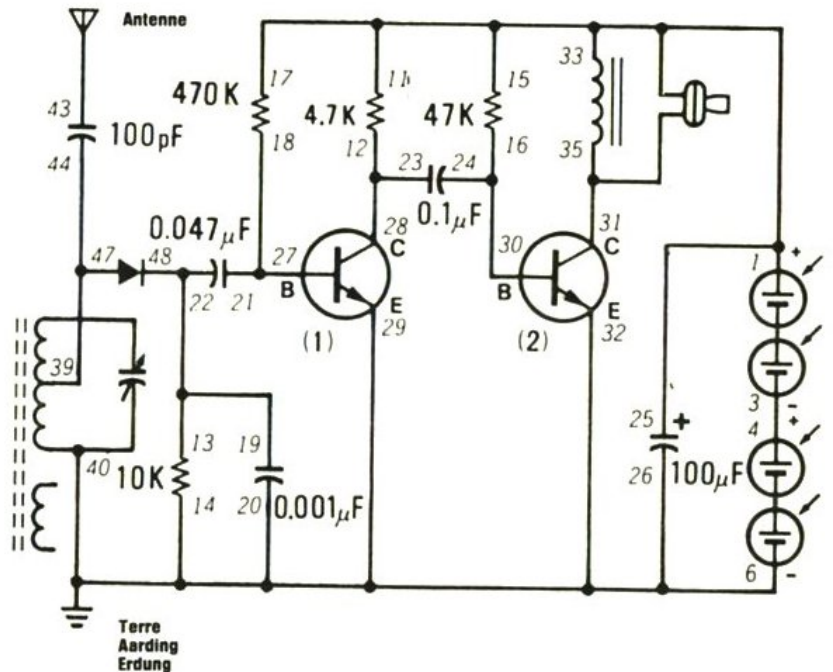 Antenne
43
100pF
44
17
470K
18
11
4.7K
12
15
47K
16
33
35
23
24
0.1µF
0.047µF
47
48
22
21
27
B
28
C
E
29
(1)
30
B
31
C
E
32
(2)
1
+
3
-
4
+
6
-
25
+
26
100µF
39
40
13
10K
14
19
20
0.001µF
Terre
Aarding
Erdung